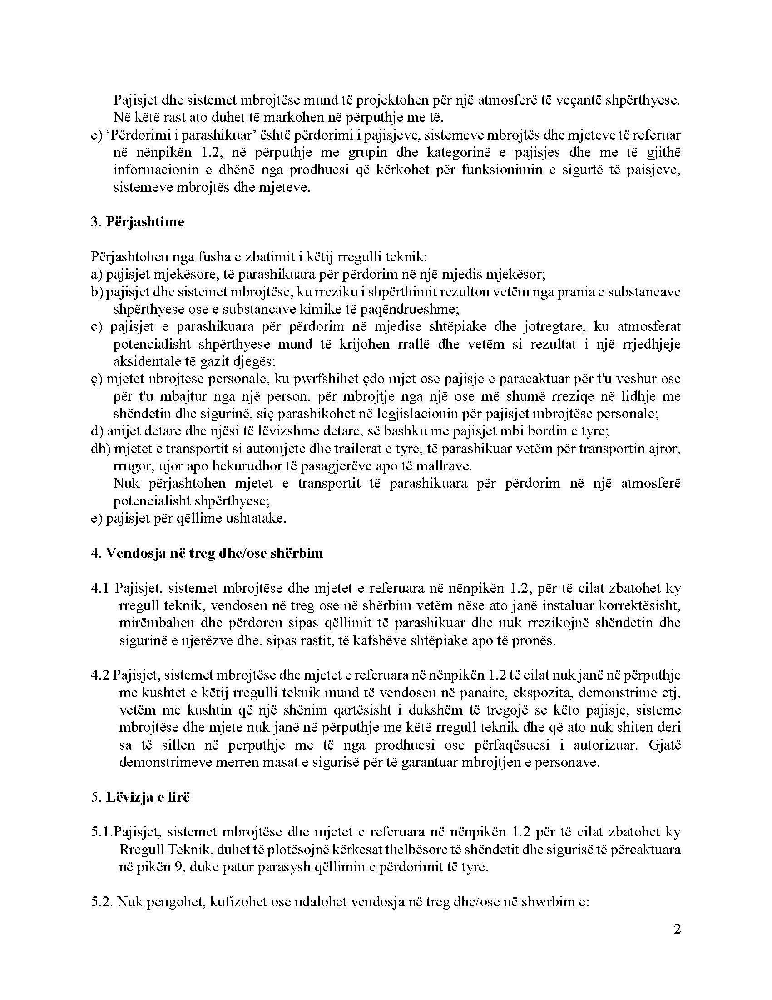 Pajisjet dhe sistemet mbrojtëse mund të projektohen për një atmosferë të veçantë shpërthyese.
Në këtë rast ato duhet të markohen në përputhje me të.
e) ‘Përdorimi i parashikuar’ është përdorimi i pajisjeve, sistemeve mbrojtës dhe mjeteve të referuar
në nënpikën 1.2, në përputhje me grupin dhe kategorinë e pajisjes dhe me të gjithë
informacionin e dhënë nga prodhuesi që kërkohet për funksionimin e sigurtë të paisjeve,
sistemeve mbrojtës dhe mjeteve.
3. Përjashtime
Përjashtohen nga fusha e zbatimit i këtij rregulli teknik:
a) pajisjet mjekësore, të parashikuara për përdorim në një mjedis mjekësor;
b) pajisjet dhe sistemet mbrojtëse, ku rreziku i shpërthimit rezulton vetëm nga prania e substancave
shpërthyese ose e substancave kimike të paqëndrueshme;
c) pajisjet e parashikuara për përdorim në mjedise shtëpiake dhe jotregtare, ku atmosferat
potencialisht shpërthyese mund të krijohen rrallë dhe vetëm si rezultat i një rrjedhjeje
aksidentale të gazit djegës;
ç) mjetet nbrojtese personale, ku pwrfshihet çdo mjet ose pajisje e paracaktuar për t'u veshur ose
për t'u mbajtur nga një person, për mbrojtje nga një ose më shumë rreziqe në lidhje me
shëndetin dhe sigurinë, siç parashikohet në legjislacionin për pajisjet mbrojtëse personale;
d) anijet detare dhe njësi të lëvizshme detare, së bashku me pajisjet mbi bordin e tyre;
dh) mjetet e transportit si automjete dhe trailerat e tyre, të parashikuar vetëm për transportin ajror,
rrugor, ujor apo hekurudhor të pasagjerëve apo të mallrave.
Nuk përjashtohen mjetet e transportit të parashikuara për përdorim në një atmosferë
potencialisht shpërthyese;
e) pajisjet për qëllime ushtatake.
4. Vendosja në treg dhe/ose shërbim
4.1 Pajisjet, sistemet mbrojtëse dhe mjetet e referuara në nënpikën 1.2, për të cilat zbatohet ky
rregull teknik, vendosen në treg ose në shërbim vetëm nëse ato janë instaluar korrektësisht,
mirëmbahen dhe përdoren sipas qëllimit të parashikuar dhe nuk rrezikojnë shëndetin dhe
sigurinë e njerëzve dhe, sipas rastit, të kafshëve shtëpiake apo të pronës.
4.2 Pajisjet, sistemet mbrojtëse dhe mjetet e referuara në nënpikën 1.2 të cilat nuk janë në përputhje
me kushtet e këtij rregulli teknik mund të vendosen në panaire, ekspozita, demonstrime etj,
vetëm me kushtin që një shënim qartësisht i dukshëm të tregojë se këto pajisje, sisteme
mbrojtëse dhe mjete nuk janë në përputhje me këtë rregull teknik dhe që ato nuk shiten deri
sa të sillen në perputhje me të nga prodhuesi ose përfaqësuesi i autorizuar. Gjatë
demonstrimeve merren masat e sigurisë për të garantuar mbrojtjen e personave.
5. Lëvizja e lirë
5.1.Pajisjet, sistemet mbrojtëse dhe mjetet e referuara në nënpikën 1.2 për të cilat zbatohet ky
Rregull Teknik, duhet të plotësojnë kërkesat thelbësore të shëndetit dhe sigurisë të përcaktuara
në pikën 9, duke patur parasysh qëllimin e përdorimit të tyre.
5.2. Nuk pengohet, kufizohet ose ndalohet vendosja në treg dhe/ose në shwrbim e:
2